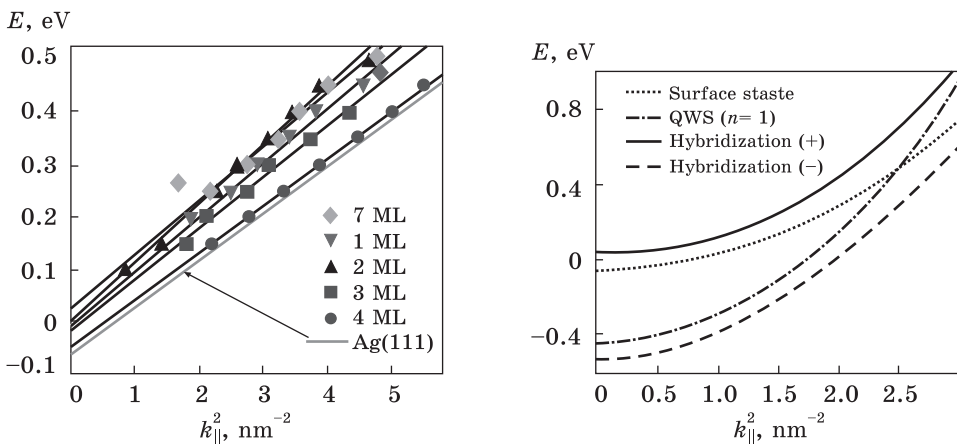 E, eV
0.5
0.4
0.3
0.2
0.1
0
−0.1
0 1 2 3 4 5
k²||, nm⁻²
7 ML
1 ML
2 ML
3 ML
4 ML
Ag(111)
E, eV
0.8
0.4
0
−0.4
0 0.5 1.0 1.5 2.0 2.5
k²||, nm⁻²
Surface staste
QWS (n= 1)
Hybridization (+)
Hybridization (−)